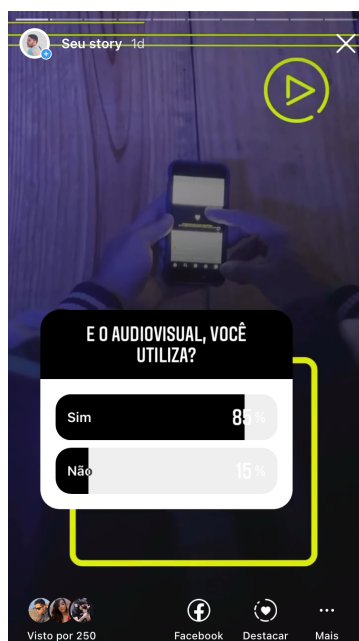 Seu story 1d
E O AUDIOVISUAL, VOCÊ
UTILIZA?
Sim 85%
Não 15%
Visto por 250
Facebook
Destacar
Mais